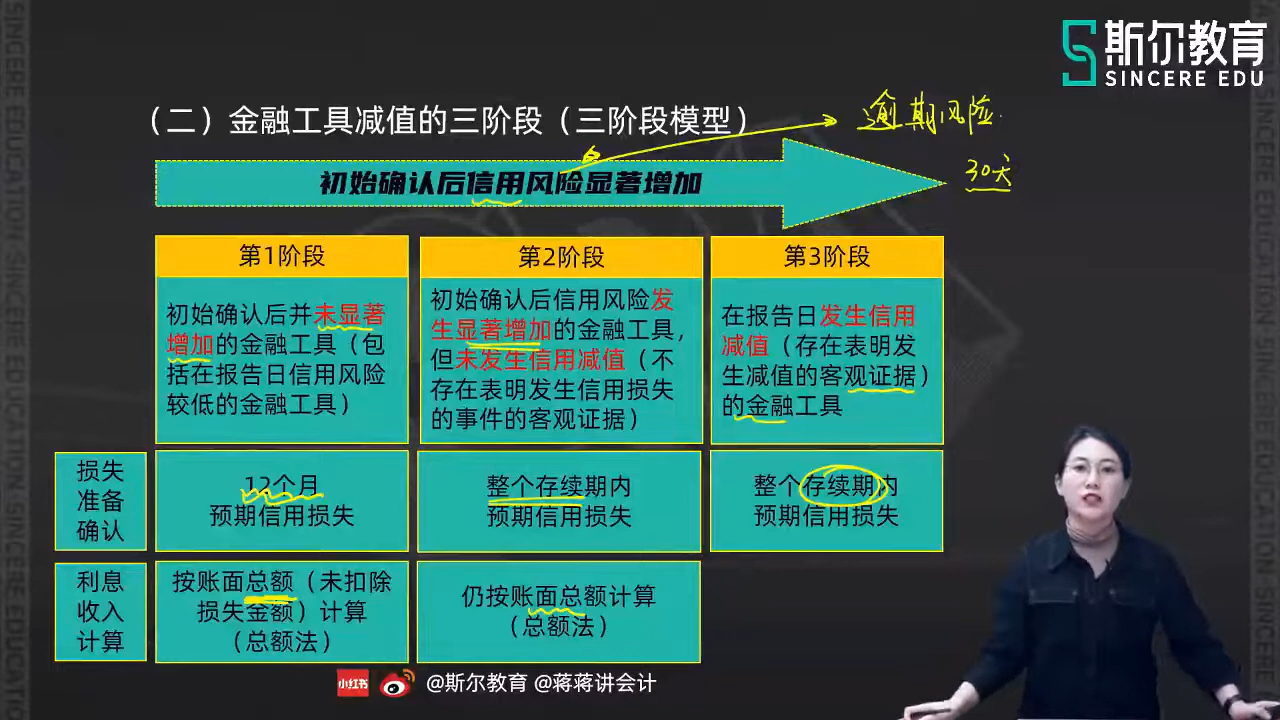 斯尔教育
SINCERE EDU
（二）金融工具减值的三阶段（三阶段模型）
逾期风险
初始确认后信用风险显著增加
30天
第1阶段
第2阶段
第3阶段
初始确认后并未显著
增加的金融工具（包
括在报告日信用风险
较低的金融工具）
初始确认后信用风险发
生显著增加的金融工具，
但未发生信用减值（不
存在表明发生信用损失
的事件的客观证据）
在报告日发生信用
减值（存在表明发
生减值的客观证据）
的金融工具
损失
准备
确认
12个月
预期信用损失
整个存续期内
预期信用损失
整个存续期内
预期信用损失
利息
收入
计算
按账面总额（未扣除
损失金额）计算
（总额法）
仍按账面总额计算
（总额法）
小红书
@斯尔教育 @蒋蒋讲会计
SINCERE EDUCATION
SINCERE EDUCATION